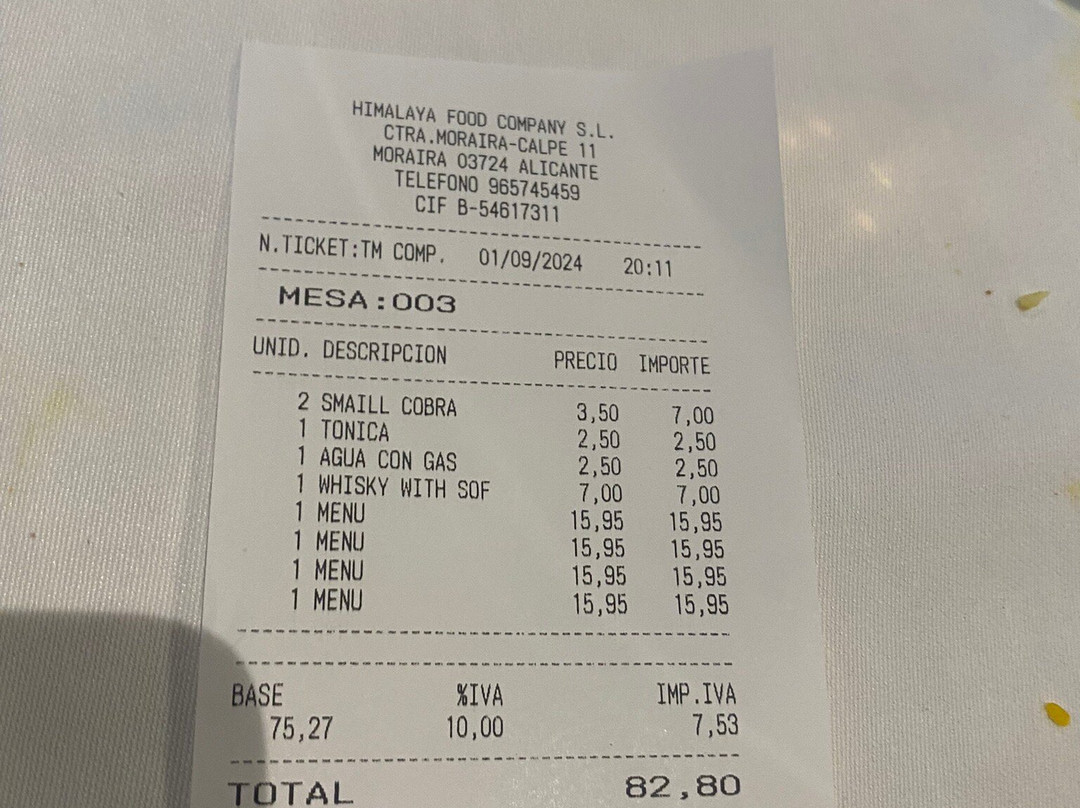 HIMALAYA FOOD COMPANY S.L.
CTRA.MORAIRA-CALPE 11
MORAIRA 03724 ALICANTE
TELEFONO 965745459
CIF B-54617311
N.TICKET:TM COMP. 01/09/2024 20:11
MESA:003
UNID. DESCRIPCION PRECIO IMPORTE
2 SMAILL COBRA 3,50 7,00
1 TONICA 2,50 2,50
1 AGUA CON GAS 2,50 2,50
1 WHISKY WITH SOF 7,00 7,00
1 MENU 15,95 15,95
1 MENU 15,95 15,95
1 MENU 15,95 15,95
1 MENU 15,95 15,95
BASE %IVA IMP.IVA
75,27 10,00 7,53
TOTAL 82,80